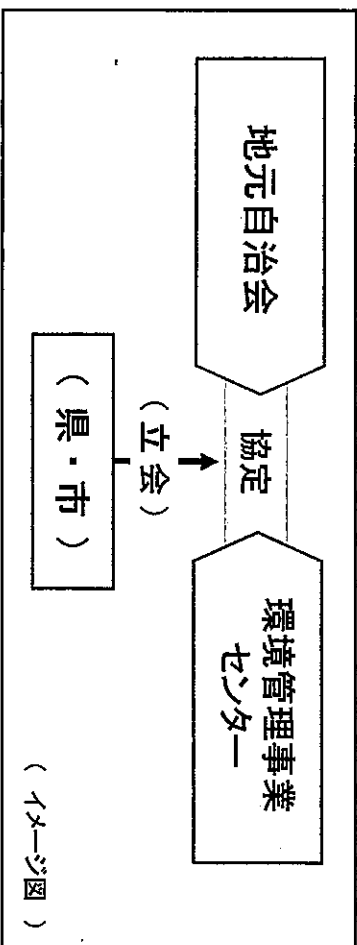 地元自治会
協定
環境管理事業
センター
（立会）
（県・市）
（イメージ図）